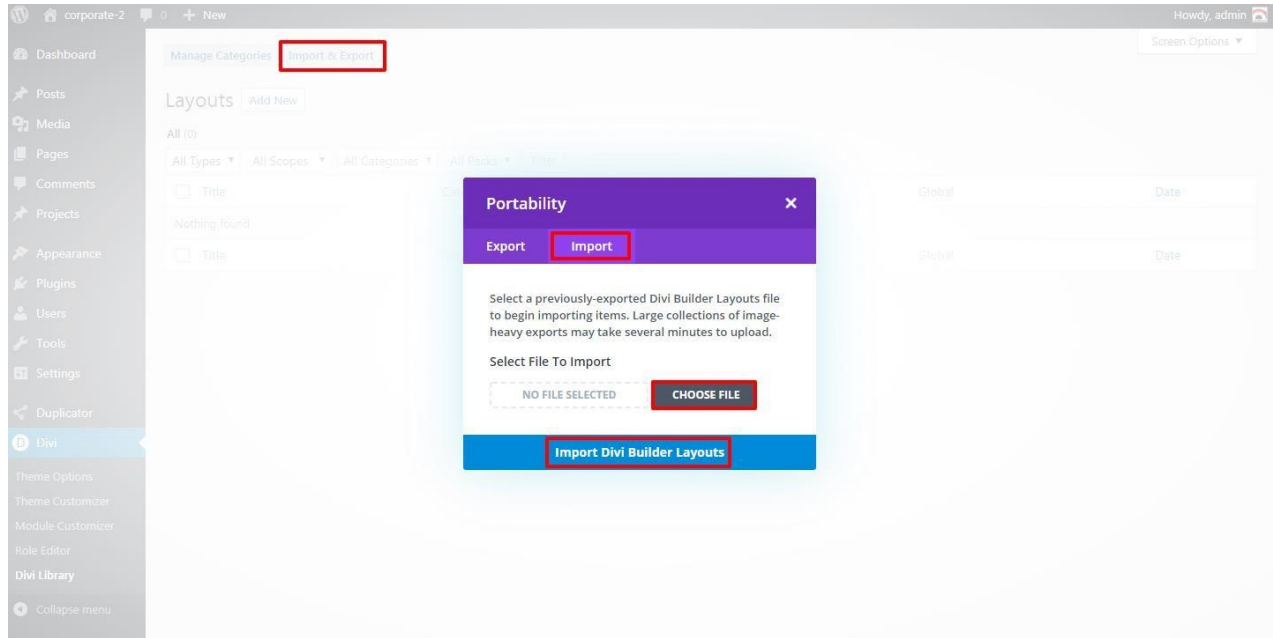 corporate-2 0 + New Howdy, admin
Dashboard
Posts
Media
Pages
Comments
Projects
Appearance
Plugins
Users
Tools
Settings
Duplicator
Divi
Theme Options
Theme Customizer
Module Customizer
Role Editor
Divi Library
Collapse menu
Manage Categories Import & Export
Screen Options ▼
Layouts Add New
All (0)
All Types ▼ All Scopes ▼ All Categories ▼ All Packs ▼ Filter
Title Global Date
Nothing found
Title Global Date
Portability ×
Export Import
Select a previously-exported Divi Builder Layouts file
to begin importing items. Large collections of image-
heavy exports may take several minutes to upload.
Select File To Import
NO FILE SELECTED CHOOSE FILE
Import Divi Builder Layouts